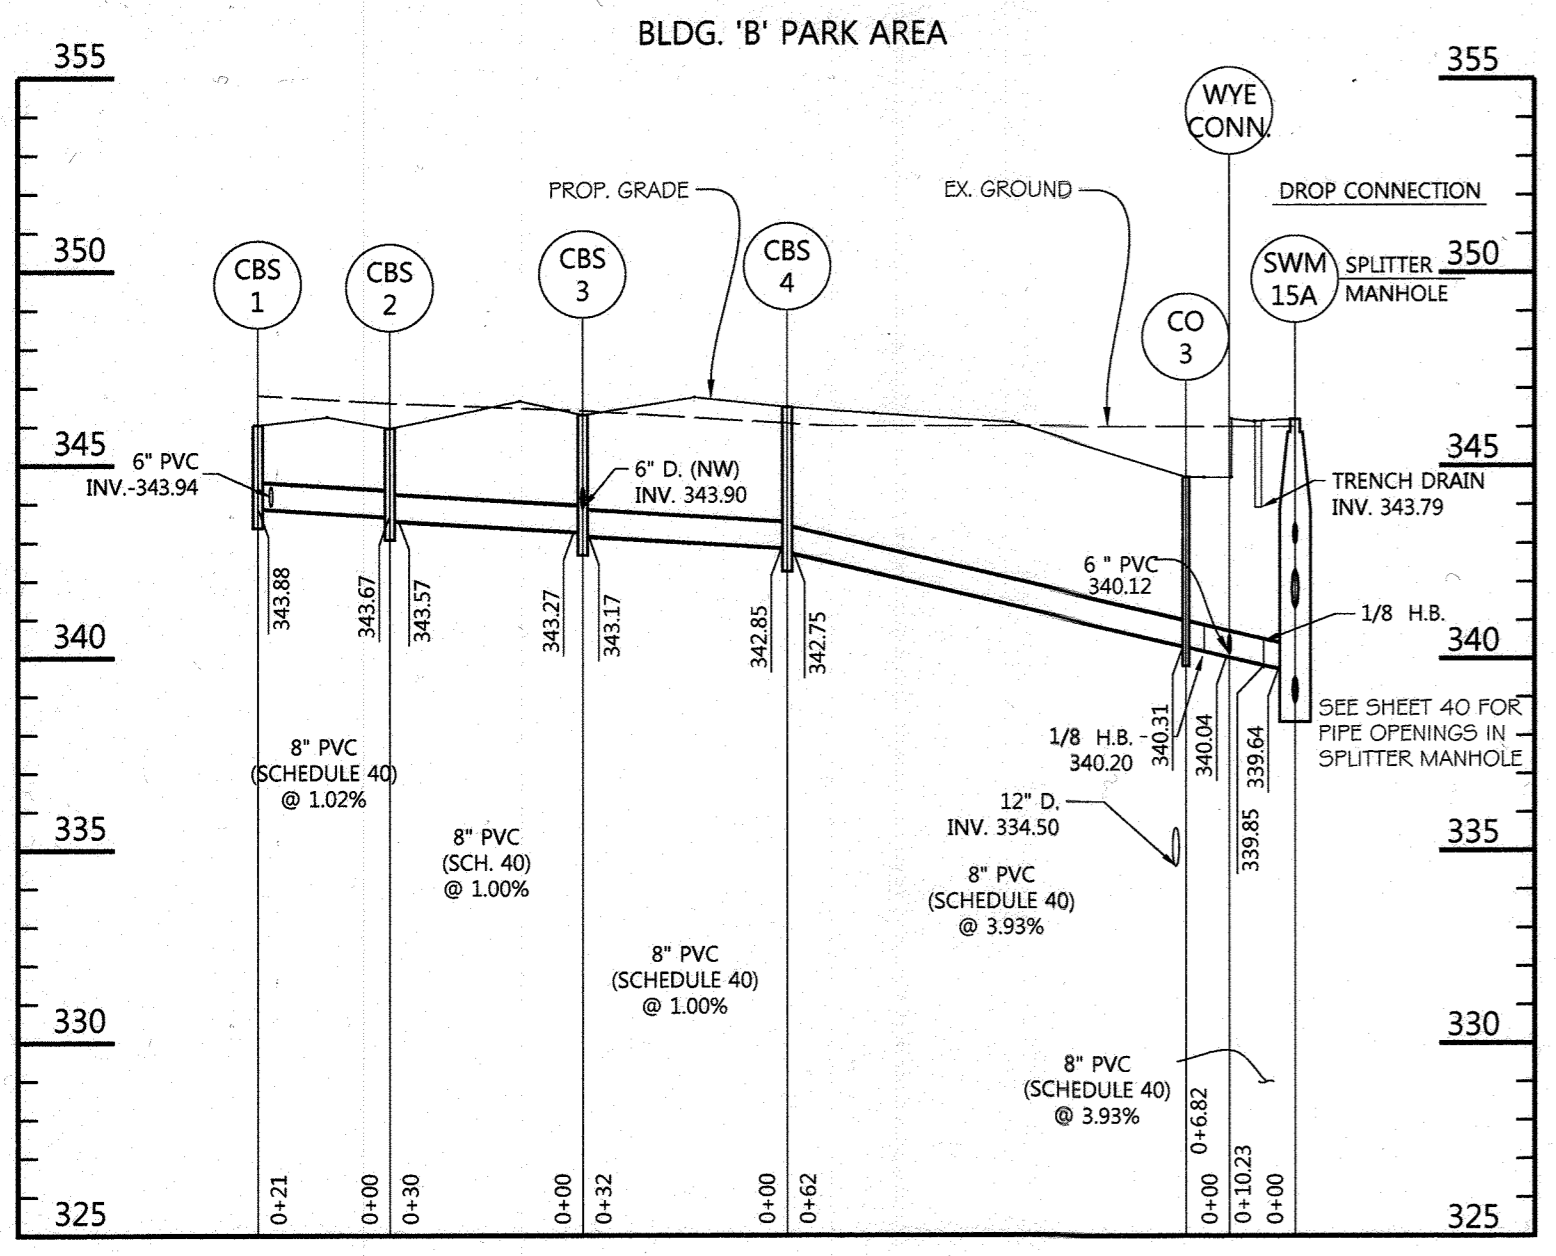 BLDG. 'B' PARK AREA
355
355
WYE
CONN.
PROP. GRADE
EX. GROUND
DROP CONNECTION
350
350
CBS
1
CBS
2
CBS
3
CBS
4
CO
3
SWM
15A
SPLITTER
MANHOLE
345
345
6" PVC
INV.-343.94
6" D. (NW)
INV. 343.90
TRENCH DRAIN
INV. 343.79
6 " PVC
340.12
1/8 H.B.
343.88
343.67
343.57
343.27
343.17
342.85
342.75
340
340
340.31
340.04
339.85
339.64
1/8 H.B.
340.20
SEE SHEET 40 FOR
PIPE OPENINGS IN
SPLITTER MANHOLE
8" PVC
(SCHEDULE 40)
@ 1.02%
12" D.
INV. 334.50
335
335
8" PVC
(SCH. 40)
@ 1.00%
8" PVC
(SCHEDULE 40)
@ 3.93%
8" PVC
(SCHEDULE 40)
@ 1.00%
330
330
8" PVC
(SCHEDULE 40)
@ 3.93%
0+21
0+00
0+30
0+00
0+32
0+00
0+62
0+6.82
0+00
0+10.23
0+00
325
325